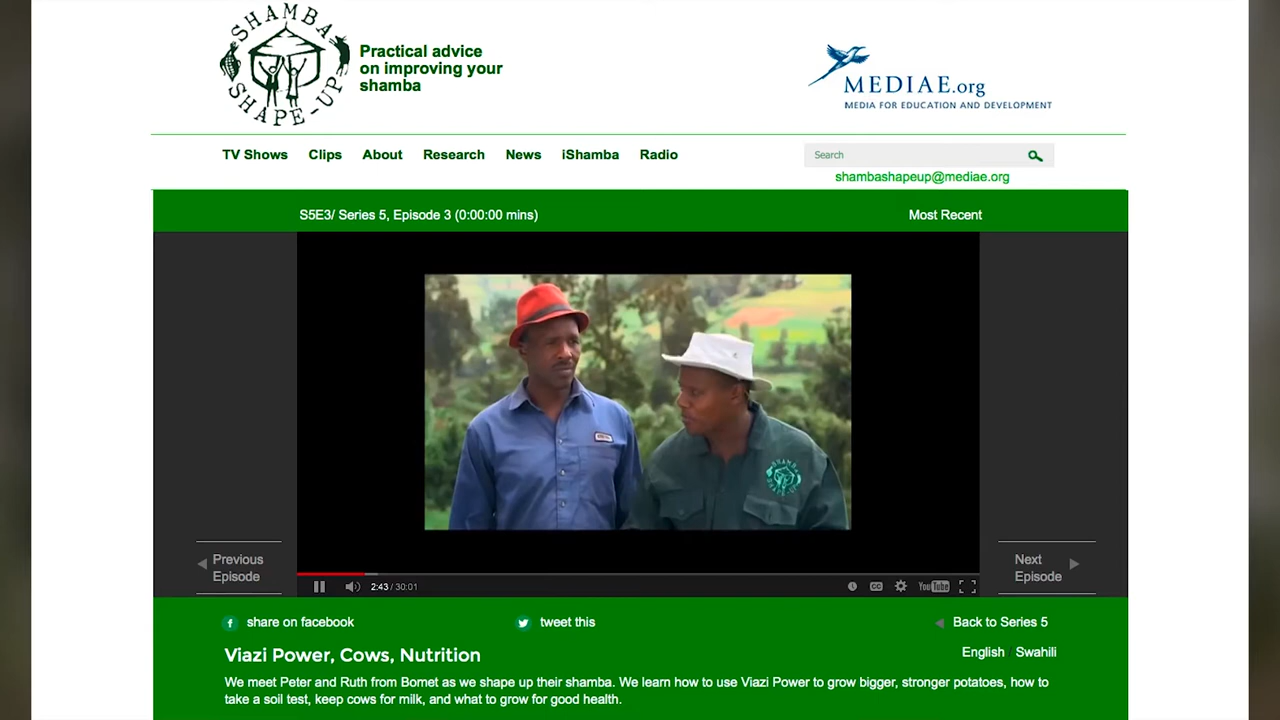 SHAMBA
SHAPE-UP
Practical advice
on improving your
shamba
MEDIAE.org
MEDIA FOR EDUCATION AND DEVELOPMENT
TV Shows Clips About Research News iShamba Radio
Search
shambashapeup@mediae.org
S5E3/ Series 5, Episode 3 (0:00:00 mins)
Most Recent
SHAMBA
SHAPE-UP
Previous
Episode
Next
Episode
2:43 / 30:01
CC
YouTube
share on facebook
tweet this
Back to Series 5
Viazi Power, Cows, Nutrition
English / Swahili
We meet Peter and Ruth from Bomet as we shape up their shamba. We learn how to use Viazi Power to grow bigger, stronger potatoes, how to
take a soil test, keep cows for milk, and what to grow for good health.